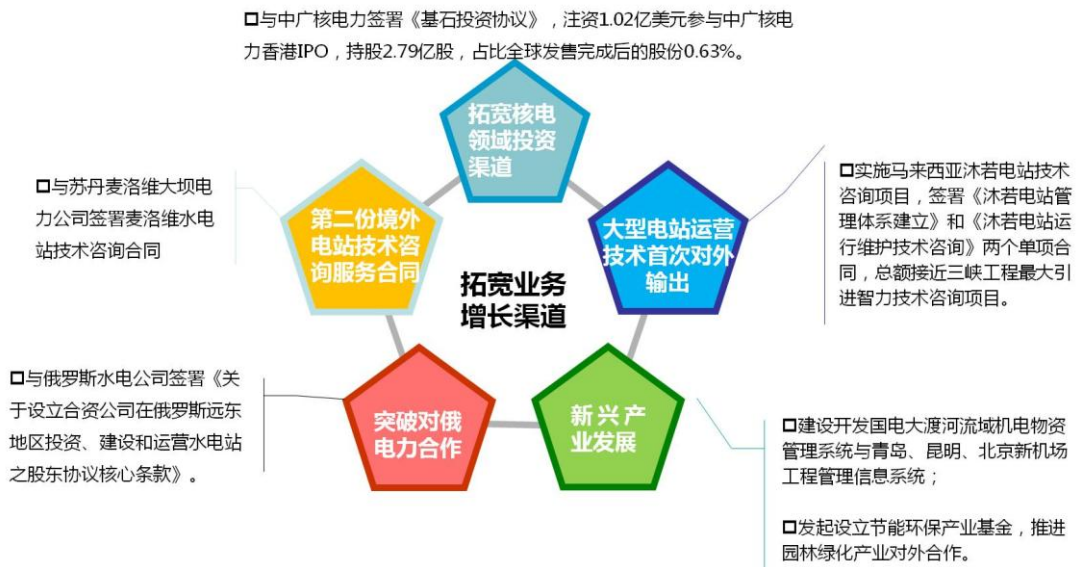 □与中广核电力签署《基石投资协议》，注资1.02亿美元参与中广核电
力香港IPO，持股2.79亿股，占比全球发售完成后的股份0.63%。
拓宽核电
领域投资
渠道
□与苏丹麦洛维大坝电
力公司签署麦洛维水电
站技术咨询合同
第二份境外
电站技术咨
询服务合同
大型电站运营
技术首次对外
输出
□实施马来西亚沐若电站技术
咨询项目，签署《沐若电站管
理体系建立》和《沐若电站运
行维护技术咨询》两个单项合
同，总额接近三峡工程最大引
进智力技术咨询项目。
拓宽业务
增长渠道
□与俄罗斯水电公司签署《关
于设立合资公司在俄罗斯远东
地区投资、建设和运营水电站
之股东协议核心条款》。
突破对俄
电力合作
新兴产
业发展
□建设开发国电大渡河流域机电物资
管理系统与青岛、昆明、北京新机场
工程管理信息系统；
□发起设立节能环保产业基金，推进
园林绿化产业对外合作。